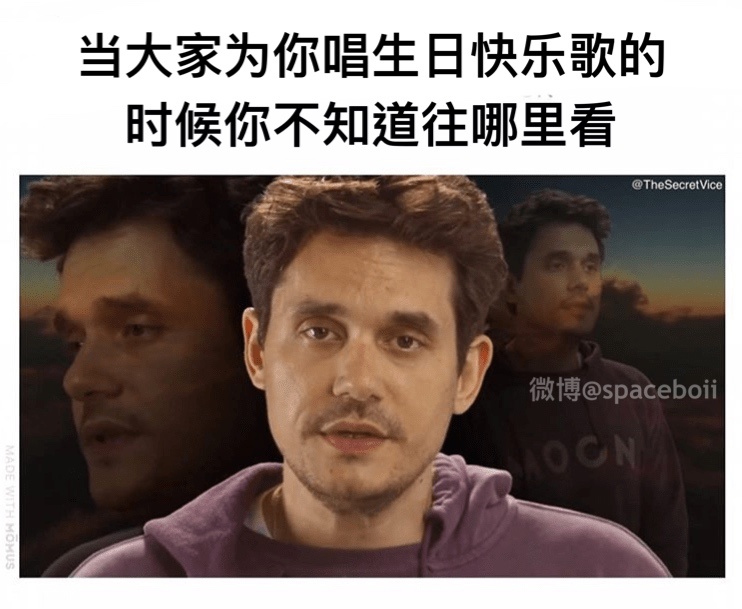 当大家为你唱生日快乐歌的
时候你不知道往哪里看
@TheSecretVice
微博@spaceboii
MOON
MADE WITH MOMUS